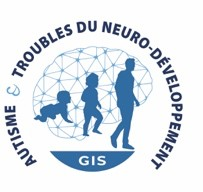 AUTISME & TROUBLES DU NEURO-DÉVELOPPEMENT
GIS